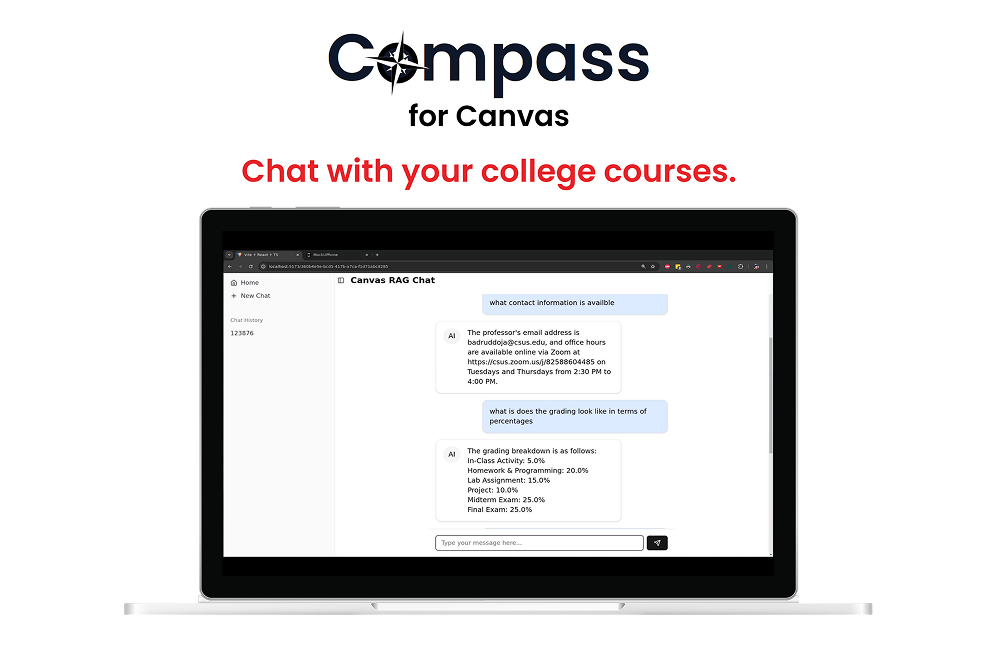 Compass
for Canvas
Chat with your college courses.
Vite + React + TS
MockUPhone
Home
New Chat
Chat History
123876
Canvas RAG Chat
what contact information is availble
AI
The professor's email address is
badruddoja@csus.edu, and office hours
are available online via Zoom at
https://csus.zoom.us/j/82588604485 on
Tuesdays and Thursdays from 2:30 PM to
4:00 PM.
what is does the grading look like in terms of
percentages
AI
The grading breakdown is as follows:
In-Class Activity: 5.0%
Homework & Programming: 20.0%
Lab Assignment: 15.0%
Project: 10.0%
Midterm Exam: 25.0%
Final Exam: 25.0%
Type your message here...